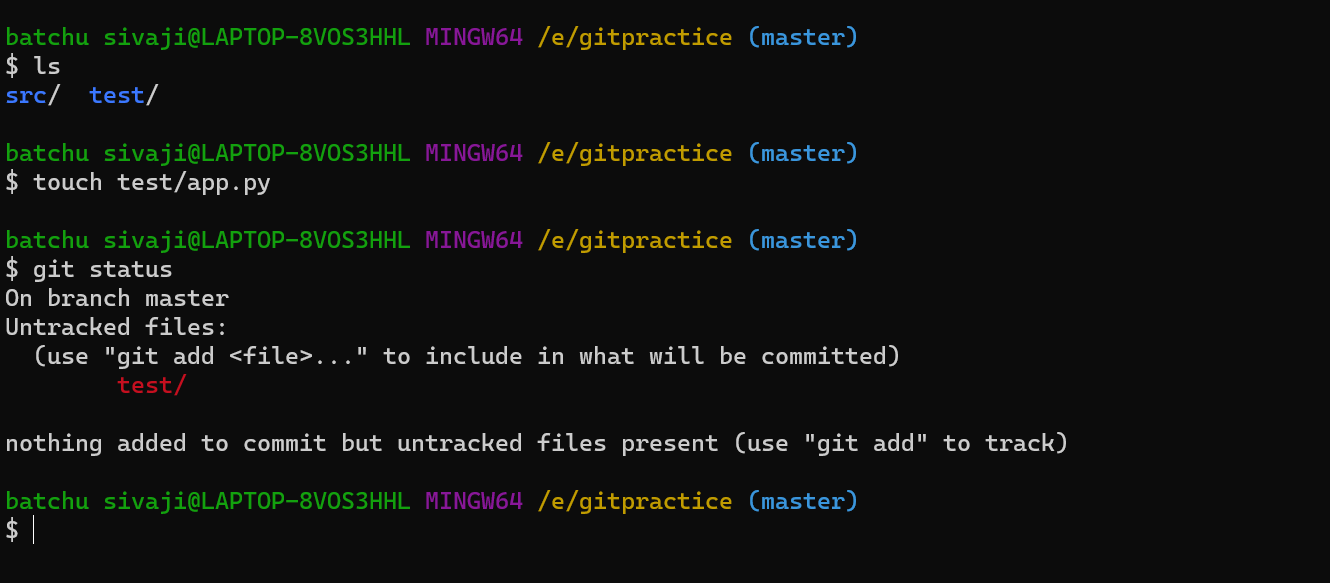 batchu sivaji@LAPTOP-8VOS3HHL MINGW64 /e/gitpractice (master)
$ ls
src/  test/
batchu sivaji@LAPTOP-8VOS3HHL MINGW64 /e/gitpractice (master)
$ touch test/app.py
batchu sivaji@LAPTOP-8VOS3HHL MINGW64 /e/gitpractice (master)
$ git status
On branch master
Untracked files:
  (use "git add <file>..." to include in what will be committed)
        test/
nothing added to commit but untracked files present (use "git add" to track)
batchu sivaji@LAPTOP-8VOS3HHL MINGW64 /e/gitpractice (master)
$